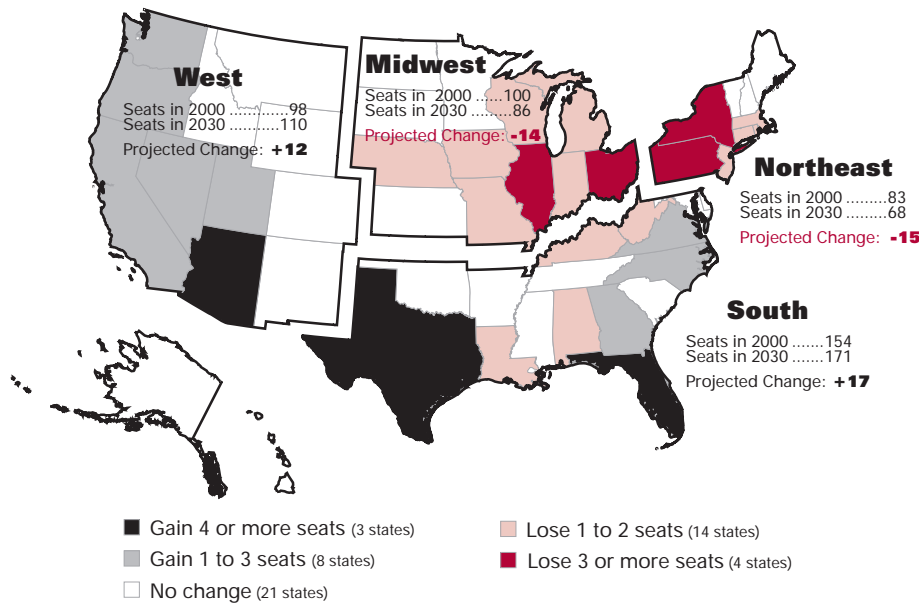 West
Seats in 2000 .............98
Seats in 2030 ...........110
Projected Change: +12
Midwest
Seats in 2000 ......100
Seats in 2030 ........86
Projected Change: -14
Northeast
Seats in 2000 .........83
Seats in 2030 .........68
Projected Change: -15
South
Seats in 2000 .......154
Seats in 2030 .......171
Projected Change: +17
Gain 4 or more seats (3 states)
Gain 1 to 3 seats (8 states)
No change (21 states)
Lose 1 to 2 seats (14 states)
Lose 3 or more seats (4 states)